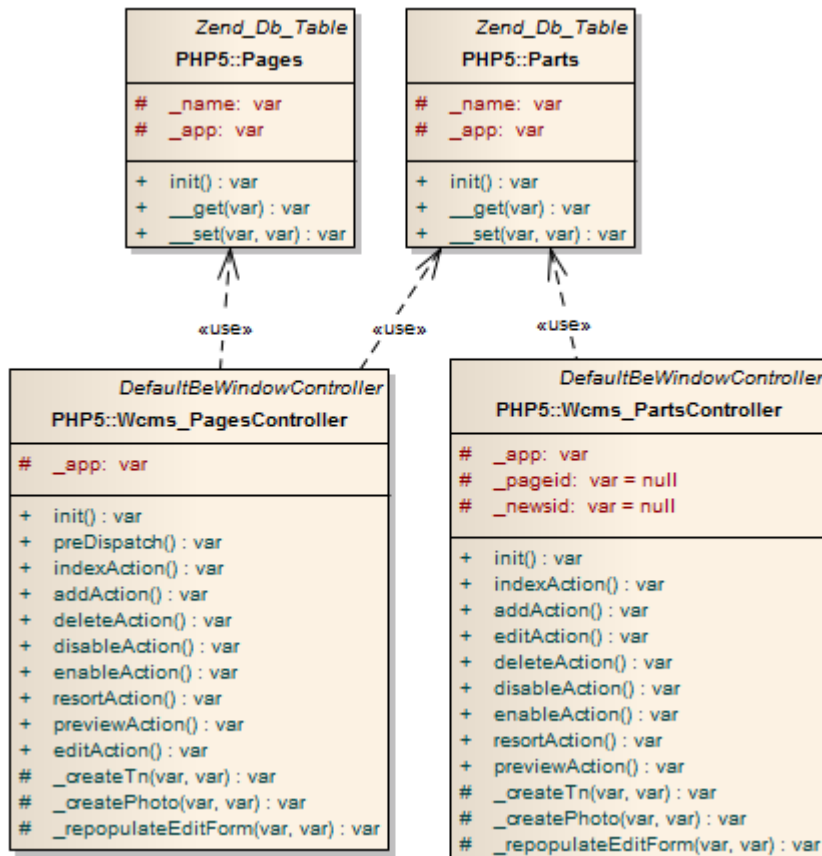 Zend_Db_Table
PHP5::Pages
# _name: var
# _app: var
+ init() : var
+ __get(var) : var
+ __set(var, var) : var
Zend_Db_Table
PHP5::Parts
# _name: var
# _app: var
+ init() : var
+ __get(var) : var
+ __set(var, var) : var
«use»
«use»
«use»
DefaultBeWindowController
PHP5::Wcms_PagesController
# _app: var
+ init() : var
+ preDispatch() : var
+ indexAction() : var
+ addAction() : var
+ deleteAction() : var
+ disableAction() : var
+ enableAction() : var
+ resortAction() : var
+ previewAction() : var
+ editAction() : var
# _createTn(var, var) : var
# _createPhoto(var, var) : var
# _repopulateEditForm(var, var) : var
DefaultBeWindowController
PHP5::Wcms_PartsController
# _app: var
# _pageid: var = null
# _newsid: var = null
+ init() : var
+ indexAction() : var
+ addAction() : var
+ editAction() : var
+ deleteAction() : var
+ disableAction() : var
+ enableAction() : var
+ resortAction() : var
+ previewAction() : var
# _createTn(var, var) : var
# _createPhoto(var, var) : var
# _repopulateEditForm(var, var) : var